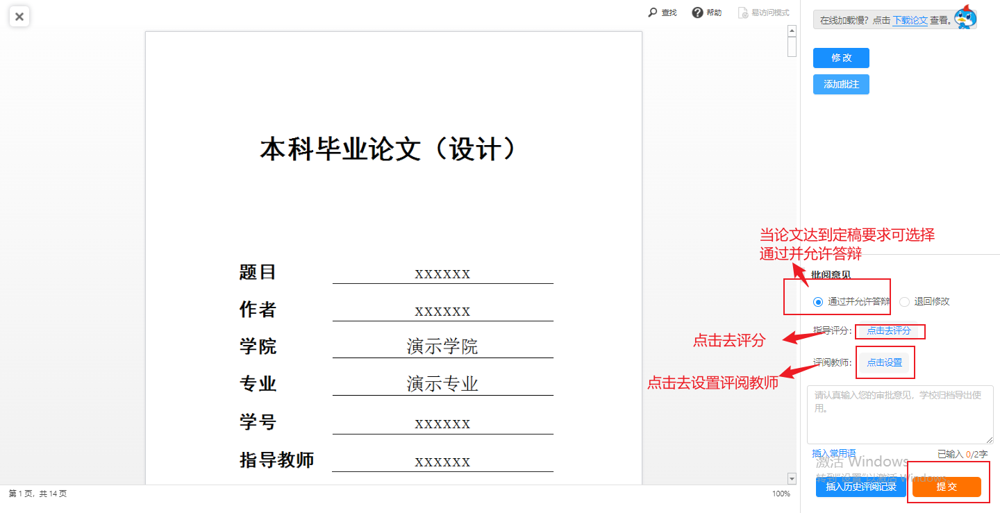 查找
帮助
易访问模式
在线加载慢？点击 下载论文 查看。
修 改
添加批注
本科毕业论文（设计）
题目 xxxxxx
作者 xxxxxx
学院 演示学院
专业 演示专业
学号 xxxxxx
指导教师 xxxxxx
当论文达到定稿要求可选择
通过并允许答辩
批阅意见
通过并允许答辩 退回修改
点击去评分
指导评分： 点击去评分
点击去设置评阅教师
评阅教师： 点击设置
请认真输入您的审批意见，学校归档导出使
用。
插入常用语 已输入 0/2字
激活 Windows
转到“设置”以激活 Windows。
插入历史评阅记录 提 交
第 1 页，共 14 页 100%